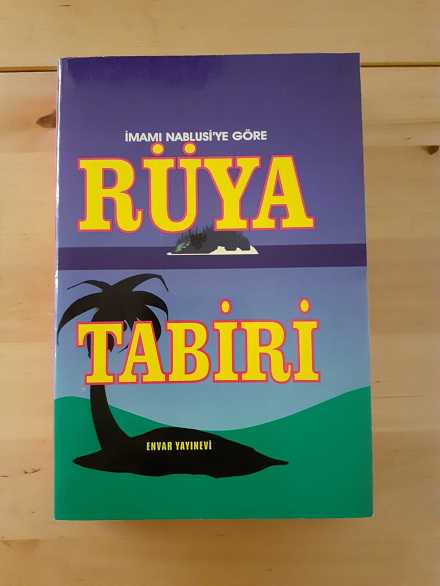 İMAMI NABLUSİ'YE GÖRE
RÜYA
TABİRİ
ENVAR YAYINEVİ